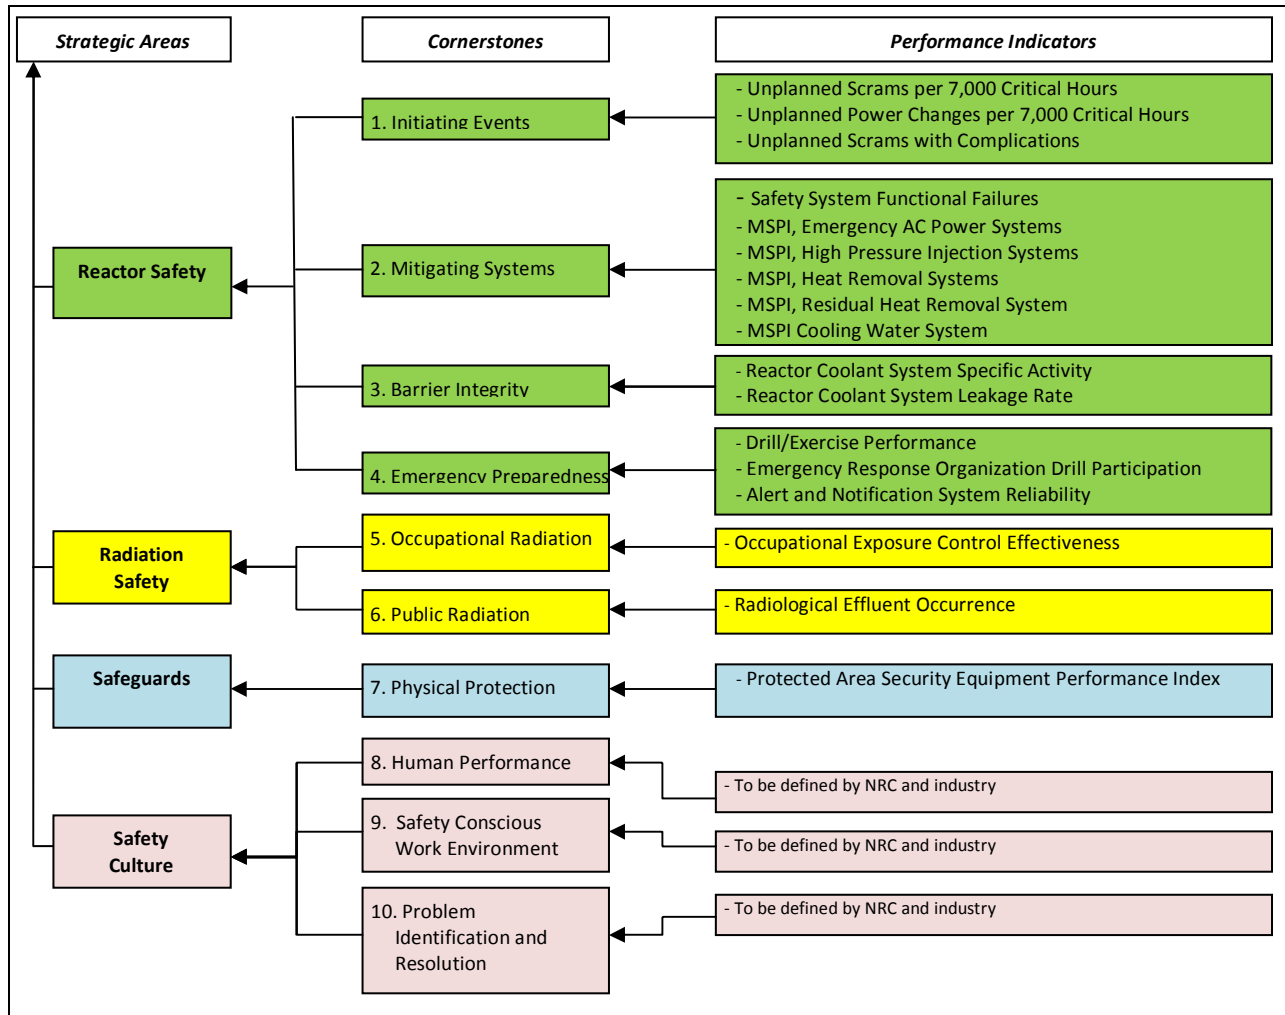 Strategic Areas
Cornerstones
Performance Indicators
Reactor Safety
1. Initiating Events
- Unplanned Scrams per 7,000 Critical Hours
- Unplanned Power Changes per 7,000 Critical Hours
- Unplanned Scrams with Complications
2. Mitigating Systems
- Safety System Functional Failures
- MSPI, Emergency AC Power Systems
- MSPI, High Pressure Injection Systems
- MSPI, Heat Removal Systems
- MSPI, Residual Heat Removal System
- MSPI Cooling Water System
3. Barrier Integrity
- Reactor Coolant System Specific Activity
- Reactor Coolant System Leakage Rate
4. Emergency Preparedness
- Drill/Exercise Performance
- Emergency Response Organization Drill Participation
- Alert and Notification System Reliability
Radiation
Safety
5. Occupational Radiation
- Occupational Exposure Control Effectiveness
6. Public Radiation
- Radiological Effluent Occurrence
Safeguards
7. Physical Protection
- Protected Area Security Equipment Performance Index
Safety
Culture
8. Human Performance
- To be defined by NRC and industry
9. Safety Conscious
Work Environment
- To be defined by NRC and industry
10. Problem
Identification and
Resolution
- To be defined by NRC and industry